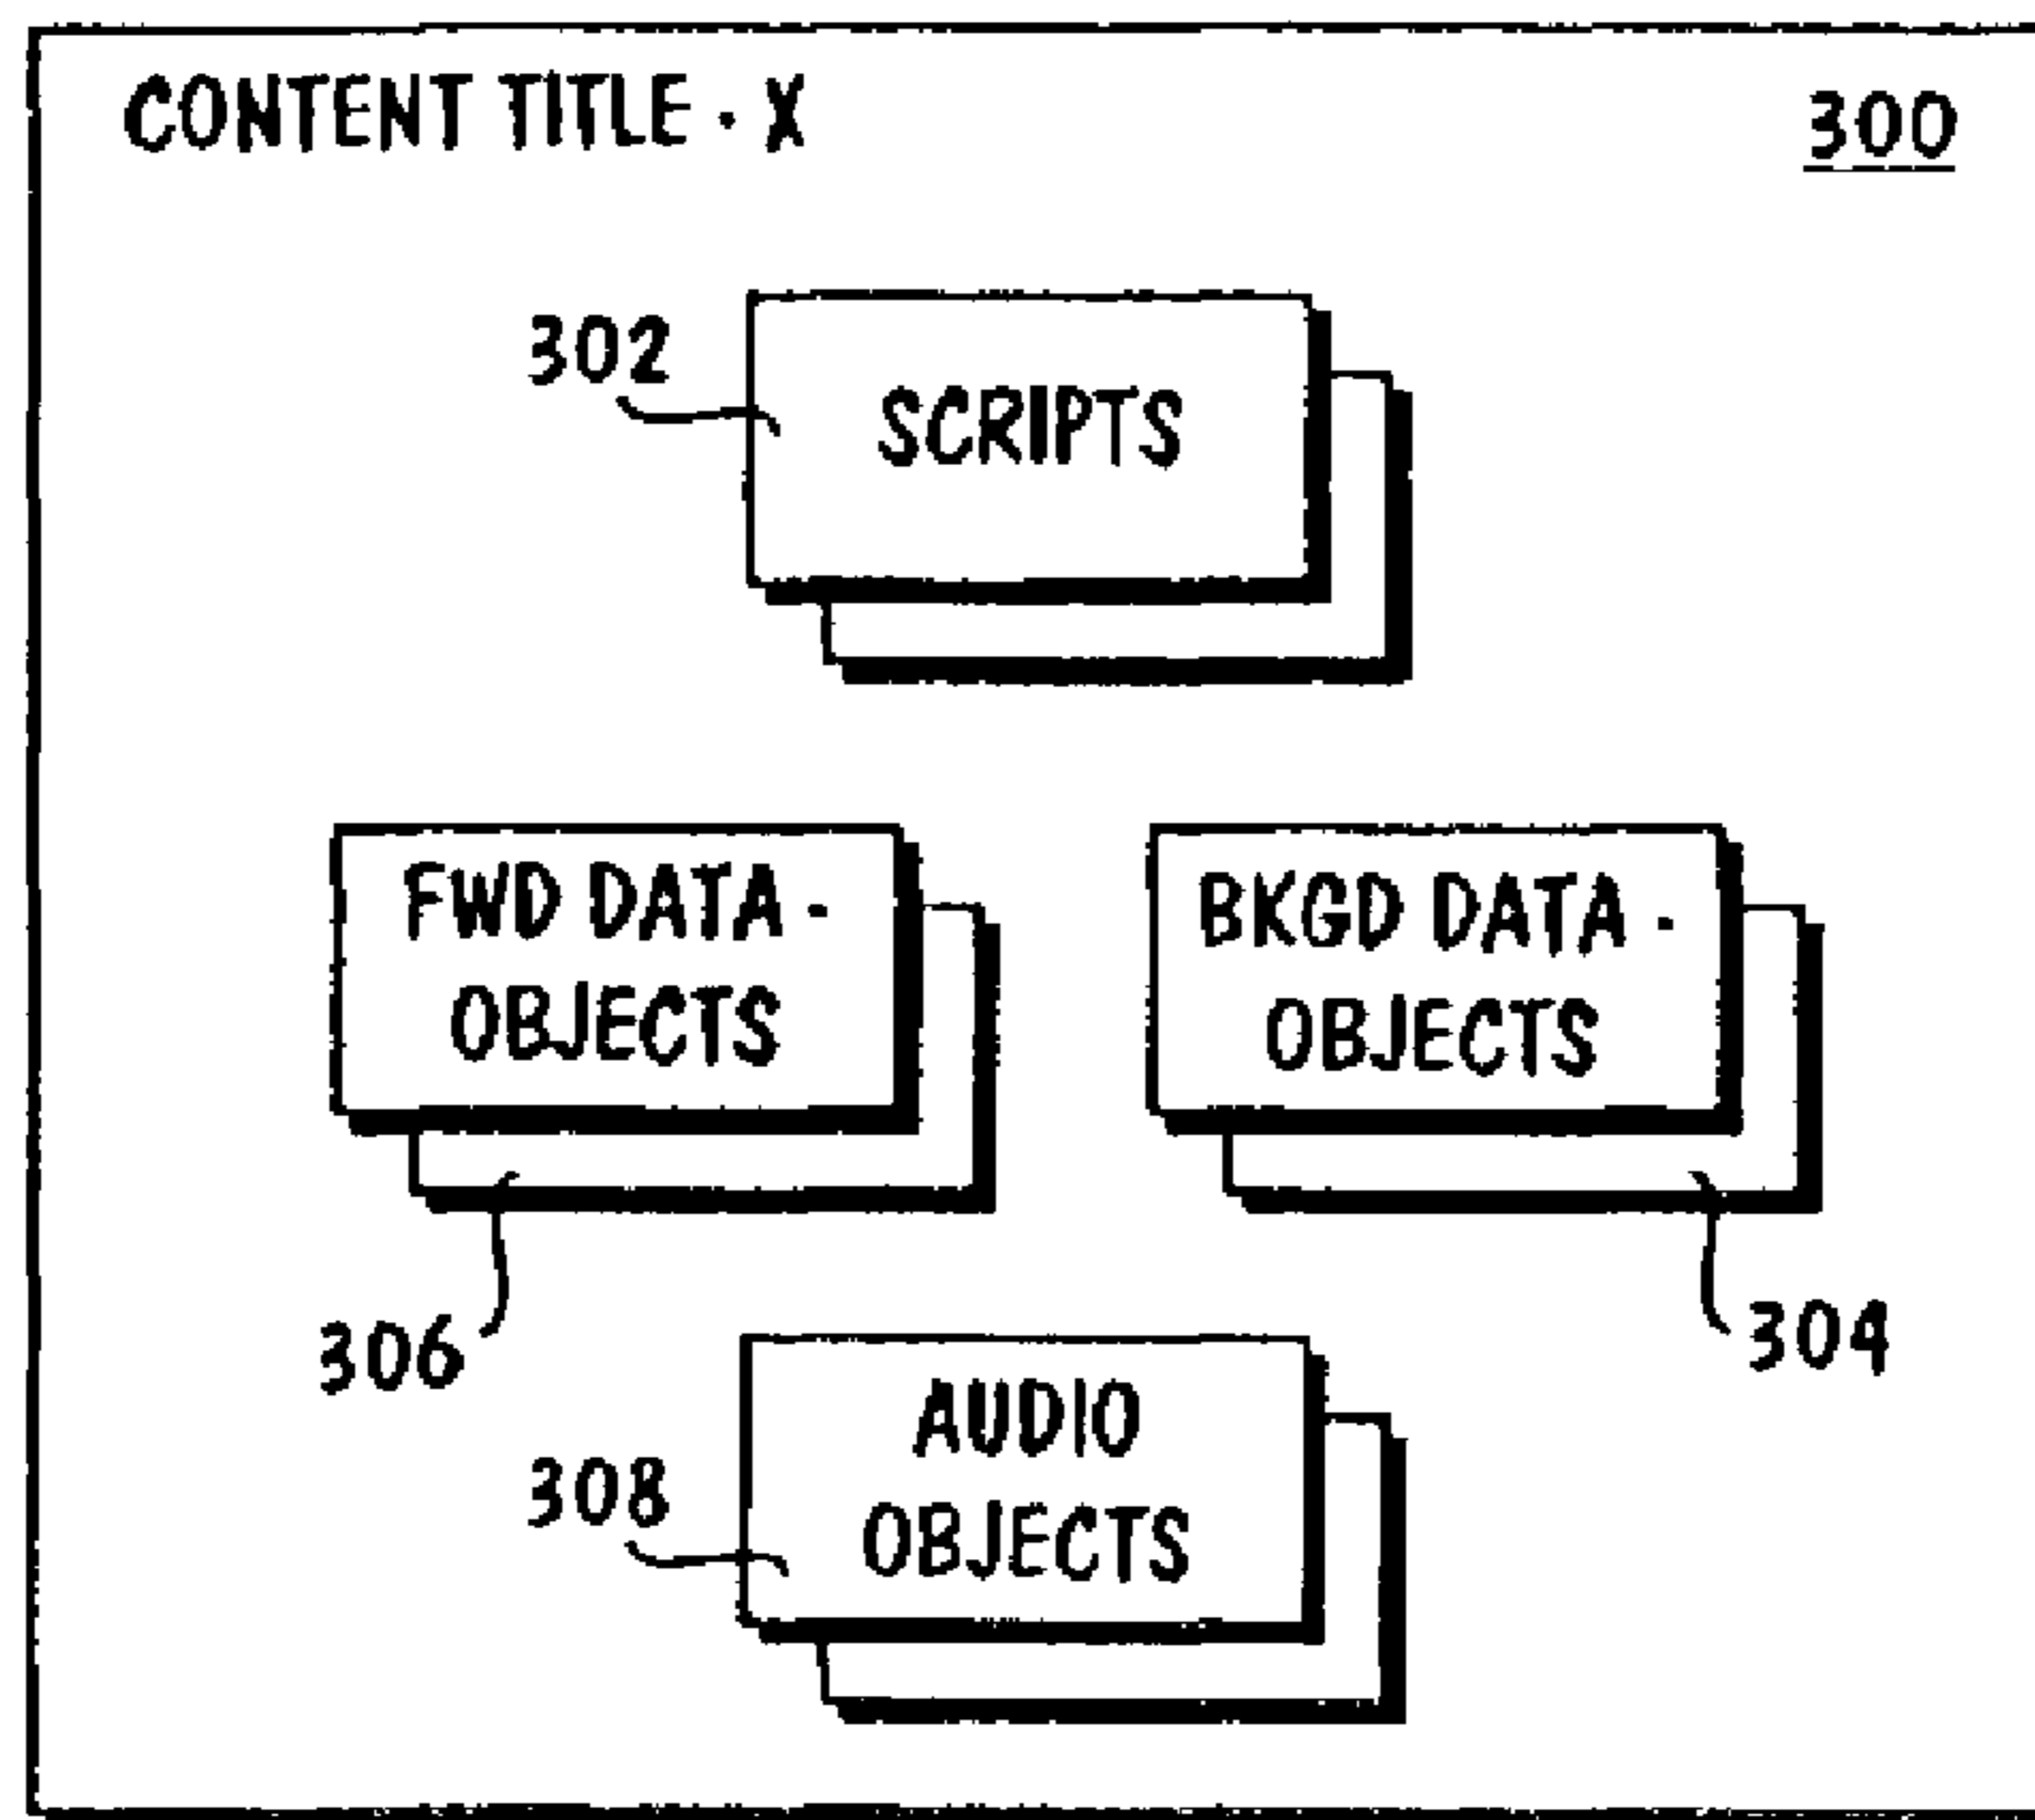 CONTENT TITLE - X
300
302
SCRIPTS
FWD DATA -
OBJECTS
BKGD DATA -
OBJECTS
306
304
308
AUDIO
OBJECTS